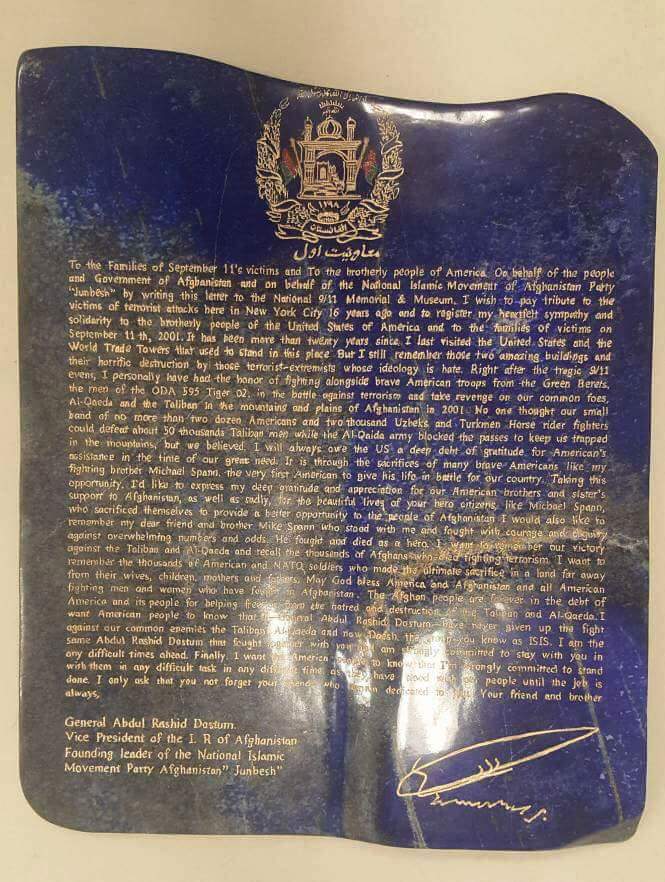 ۱۲۹۸
افغانستان
معاونیت اول
To the Families of September 11's victims and To the brotherly people of America. On behalf of the people
and Government of Afghanistan and on behalf of the National Islamic Movement of Afghanistan Party
"Junbesh" by writing this letter to the National 9/11 Memorial & Museum, I wish to pay tribute to the
victims of terrorist attacks here in New York City 16 years ago and to register my heartfelt sympathy and
solidarity to the brotherly people of the United States of America and to the families of victims on
September 11-th, 2001. It has been more than twenty years since I last visited the United States and the
World Trade Towers that used to stand in this place. But I still remember those two amazing buildings and
their horrific destruction by those terrorist-extremists whose ideology is hate. Right after the tragic 9/11
evens, I personally have had the honor of fighting alongside brave American troops from the Green Berets,
the men of the ODA 595 Tiger 02, in the battle against terrorism and take revenge on our common foes,
Al-Qaeda and the Taliban in the mountains and plains of Afghanistan in 2001. No one thought our small
band of no more than two dozen Americans and two thousand Uzbeks and Turkmen Horse rider fighters
could defeat about 50 thousands Taliban men while the Al-Qaida army blocked the passes to keep us trapped
in the mountains, but we believed. I will always owe the US a deep debt of gratitude for American's
assistance in the time of our great need. It is through the sacrifices of many brave Americans like my
fighting brother Michael Spann, the very first American to give his life in battle for our country. Taking this
opportunity, I'd like to express my deep gratitude and appreciation for our American brothers and sister's
support to Afghanistan, as well as sadly, for the beautiful lives of your hero citizens, like Michael Spann,
who sacrificed themselves to provide a better opportunity to the people of Afghanistan. I would also like to
remember my dear friend and brother Mike Spann who stood with me and fought with courage and dignity
against overwhelming numbers and odds. He fought and died as a hero. I want to remember our victory
against the Taliban and Al-Qaeda and recall the thousands of Afghans who died fighting terrorism. I want to
remember the thousands of American and NATO soldiers who made the ultimate sacrifice in a land far away
from their wives, children, mothers and fathers. May God bless America and Afghanistan and all American
fighting men and women who have in Afghanistan. The Afghan people are forever in the debt of
America and its people for helping from the hatred and destruction of the Taliban and Al-Qaeda. I
want American people to know that I General Abdul Rashid Dostum have never given up the fight
against our common enemies the Taliban, Al-Qaeda and now Daesh, the group you know as ISIS. I am the
same Abdul Rashid Dostum that fought together with you. I am strongly committed to stay with you in
any difficult times ahead. Finally, I want America to know that I'm strongly committed to stand
with them in any difficult task in any difficult time as they have stood with people until the job is
done. I only ask that you not forget your friends who dedicated to Your friend and brother
always,
General Abdul Rashid Dostum.
Vice President of the I. R of Afghanistan
Founding leader of the National Islamic
Movement Party Afghanistan" Junbesh"